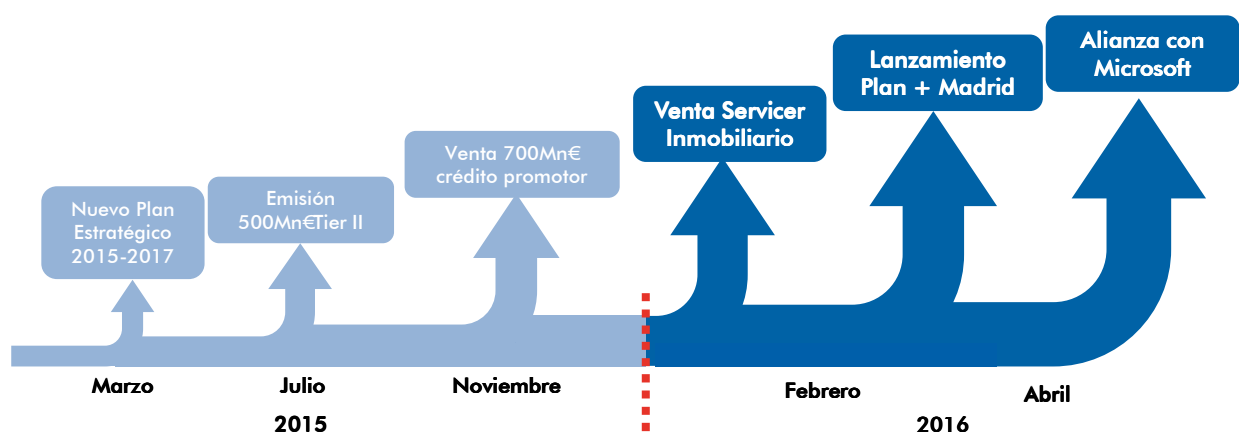 Nuevo Plan
Estratégico
2015-2017
Emisión
500Mn€Tier II
Venta 700Mn€
crédito promotor
Venta Servicer
Inmobiliario
Lanzamiento
Plan + Madrid
Alianza con
Microsoft
Marzo
Julio
Noviembre
Febrero
Abril
2015
2016